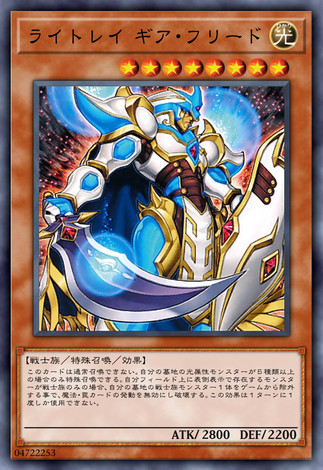 ライトレイ ギア・フリード
光
【戦士族／特殊召喚／効果】
このカードは通常召喚できない。自分の墓地の光属性モンスターが５種類以上
の場合のみ特殊召喚できる。自分フィールド上に表側表示で存在するモンスター
が戦士族のみの場合、自分の墓地の戦士族モンスター１体をゲームから除外
する事で、魔法・罠カードの発動を無効にし破壊する。この効果は１ターンに１
度しか使用できない。
ATK/ 2800 DEF/ 2200
04722253